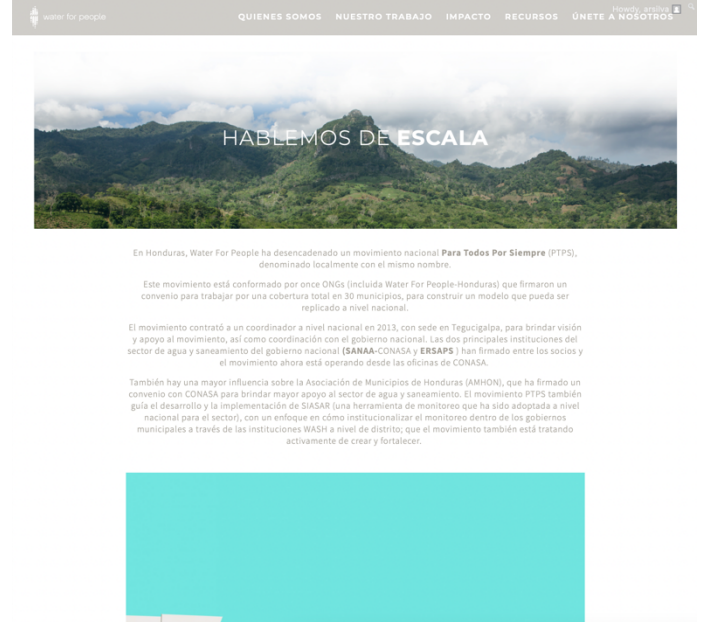 water for people
QUIENES SOMOS NUESTRO TRABAJO IMPACTO RECURSOS ÚNETE A NOSOTROS
Howdy, arsilva
HABLEMOS DE ESCALA
En Honduras, Water For People ha desencadenado un movimiento nacional Para Todos Por Siempre (PTPS),
denominado localmente con el mismo nombre.
Este movimiento está conformado por once ONGs (incluida Water For People-Honduras) que firmaron un
convenio para trabajar por una cobertura total en 30 municipios, para construir un modelo que pueda ser
replicado a nivel nacional.
El movimiento contrató a un coordinador a nivel nacional en 2013, con sede en Tegucigalpa, para brindar visión
y apoyo al movimiento, así como coordinación con el gobierno nacional. Las dos principales instituciones del
sector de agua y saneamiento del gobierno nacional (SANAA-CONASA y ERSAPS ) han firmado entre los socios y
el movimiento ahora está operando desde las oficinas de CONASA.
También hay una mayor influencia sobre la Asociación de Municipios de Honduras (AMHON), que ha firmado un
convenio con CONASA para brindar mayor apoyo al sector de agua y saneamiento. El movimiento PTPS también
guía el desarrollo y la implementación de SIASAR (una herramienta de monitoreo que ha sido adoptada a nivel
nacional para el sector), con un enfoque en cómo institucionalizar el monitoreo dentro de los gobiernos
municipales a través de las instituciones WASH a nivel de distrito; que el movimiento también está tratando
activamente de crear y fortalecer.